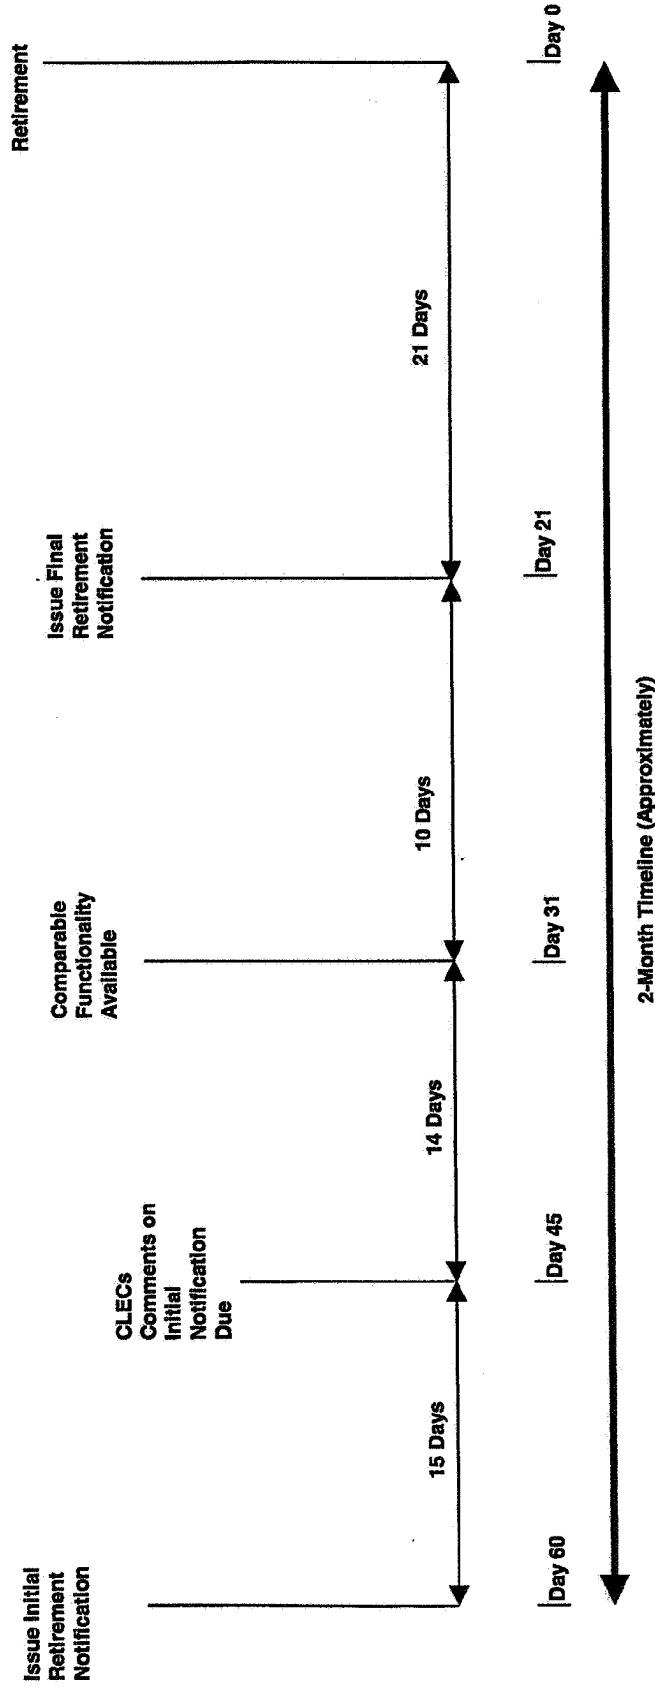 Issue Initial
Retirement
Notification
CLECs
Comments on
Initial
Notification
Due
Comparable
Functionality
Available
Issue Final
Retirement
Notification
Retirement
15 Days
14 Days
10 Days
21 Days
Day 60
Day 45
Day 31
Day 21
Day 0
2-Month Timeline (Approximately)